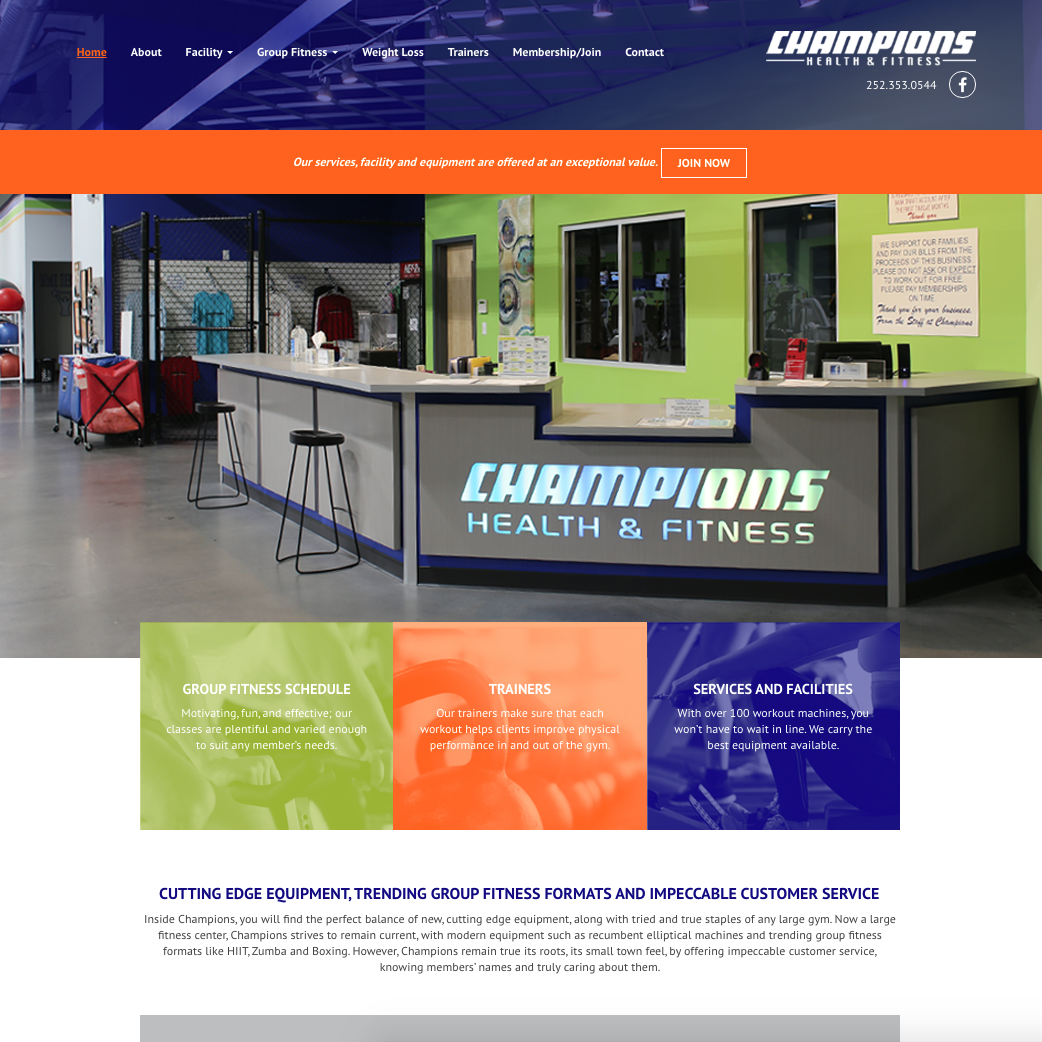 Home About Facility Group Fitness Weight Loss Trainers Membership/Join Contact
CHAMPIONS
HEALTH & FITNESS
252.353.0544
Our services, facility and equipment are offered at an exceptional value. JOIN NOW
AFTER
THE FIRST TWELVE MONTHS.
Thank you
WE SUPPORT OUR FAMILIES
AND PAY OUR BILLS FROM THE
PROCEEDS OF THIS BUSINESS.
PLEASE DO NOT ASK OR EXPECT
TO WORK OUT FOR FREE.
PLEASE PAY MEMBERSHIPS
ON TIME.
Thank you for your business.
From the Staff at Champions
CHAMPIONS
HEALTH & FITNESS
GROUP FITNESS SCHEDULE
Motivating, fun, and effective; our
classes are plentiful and varied enough
to suit any member's needs.
TRAINERS
Our trainers make sure that each
workout helps clients improve physical
performance in and out of the gym.
SERVICES AND FACILITIES
With over 100 workout machines, you
won't have to wait in line. We carry the
best equipment available.
CUTTING EDGE EQUIPMENT, TRENDING GROUP FITNESS FORMATS AND IMPECCABLE CUSTOMER SERVICE
Inside Champions, you will find the perfect balance of new, cutting edge equipment, along with tried and true staples of any large gym. Now a large
fitness center, Champions strives to remain current, with modern equipment such as recumbent elliptical machines and trending group fitness
formats like HIIT, Zumba and Boxing. However, Champions remain true its roots, its small town feel, by offering impeccable customer service,
knowing members' names and truly caring about them.